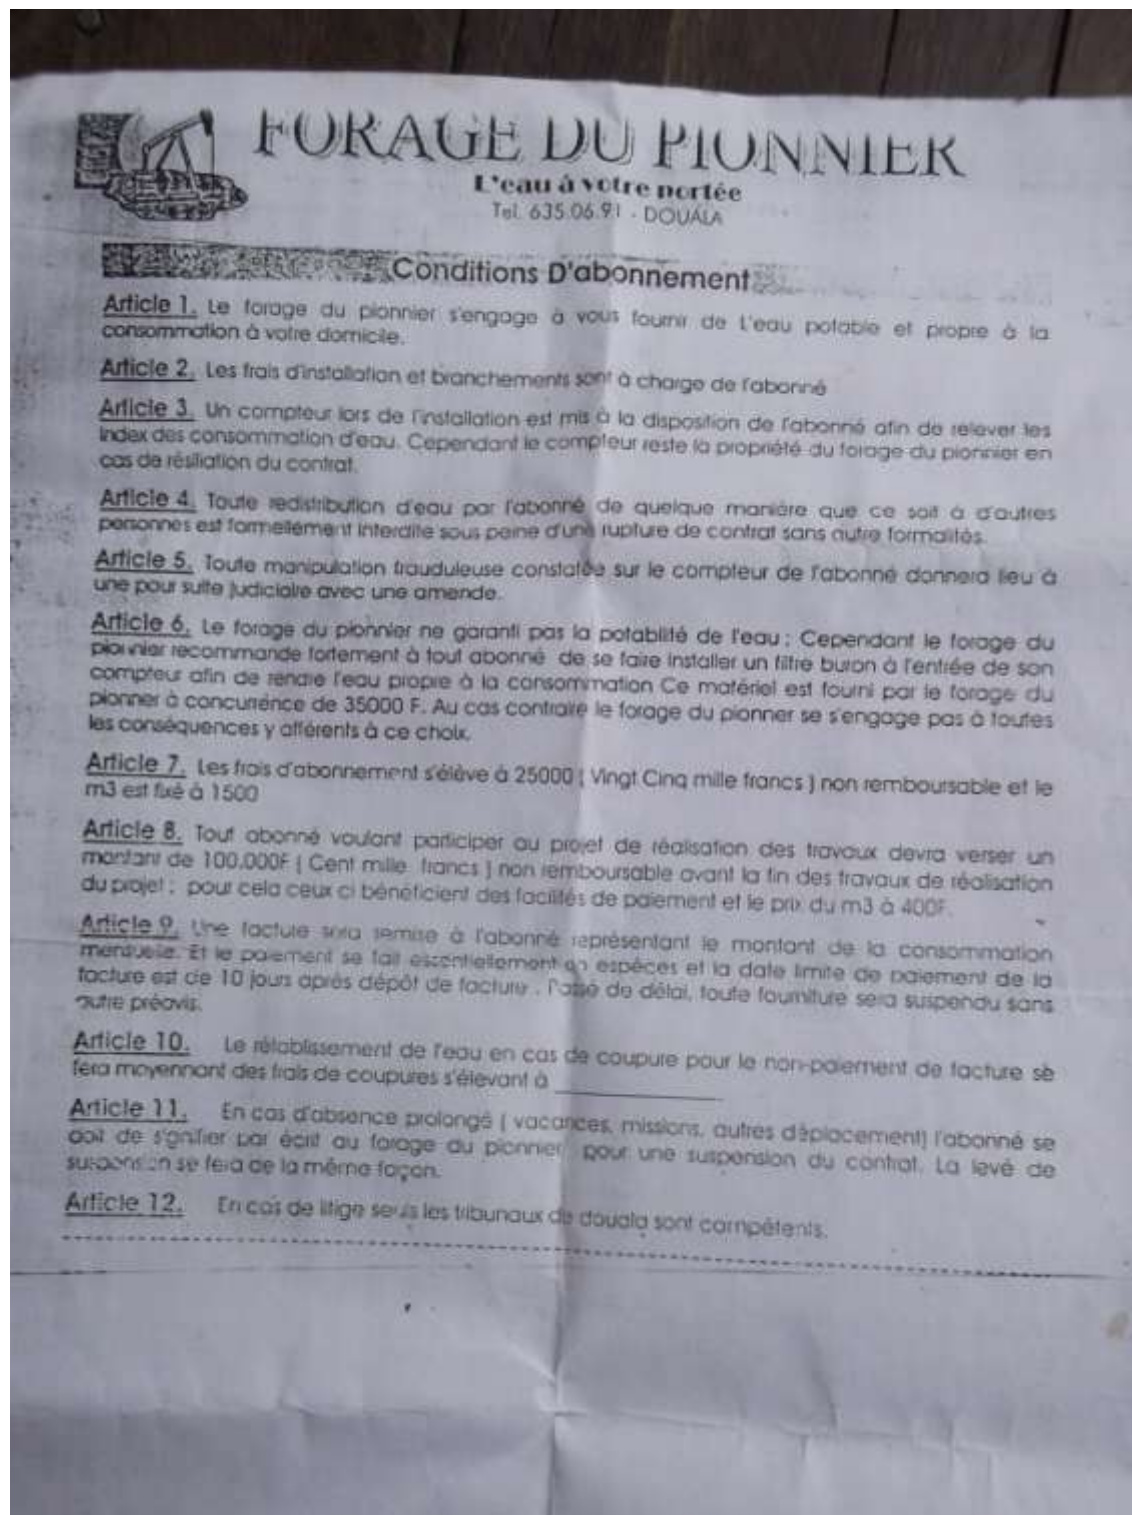 FORAGE DU PIONNIER
L'eau à votre portée
Tel. 635.06.91 - DOUALA
Conditions D'abonnement
Article 1. Le forage du pionnier s'engage à vous fournir de L'eau potable et propre à la
consommation à votre domicile.
Article 2. Les frais d'installation et branchements sont à charge de l'abonné
Article 3. Un compteur lors de l'installation est mis à la disposition de l'abonné afin de relever les
index des consommation d'eau. Cependant le compteur reste la propriété du forage du pionnier en
cas de résiliation du contrat.
Article 4. Toute redistribution d'eau par l'abonné de quelque manière que ce soit à d'autres
personnes est formellement interdite sous peine d'une rupture de contrat sans autre formalités.
Article 5. Toute manipulation frauduleuse constatée sur le compteur de l'abonné donnera lieu à
une pour suite judiciaire avec une amende.
Article 6. Le forage du pionnier ne garanti pas la potabilité de l'eau ; Cependant le forage du
pionnier recommande fortement à tout abonné de se faire installer un filtre buron à l'entrée de son
compteur afin de rendre l'eau propre à la consommation Ce matériel est fourni par le forage du
pionner à concurrence de 35000 F. Au cas contraire le forage du pionner se s'engage pas à toutes
les conséquences y afférents à ce choix.
Article 7. Les frais d'abonnement s'élève à 25000 ( Vingt Cinq mille francs ) non remboursable et le
m3 est fixé à 1500
Article 8. Tout abonné voulant participer au projet de réalisation des travaux devra verser un
montant de 100.000F ( Cent mille francs ) non remboursable avant la fin des travaux de réalisation
du projet ; pour cela ceux ci bénéficient des facilités de paiement et le prix du m3 à 400F.
Article 9. Une facture sera remise à l'abonné représentant le montant de la consommation
mensuelle. Et le paiement se fait essentiellement en espèces et la date limite de paiement de la
facture est de 10 jours après dépôt de facture . Passé de délai, toute fourniture sera suspendu sans
autre préavis.
Article 10. Le rétablissement de l'eau en cas de coupure pour le non-paiement de facture se
fera moyennant des frais de coupures s'élevant à
Article 11. En cas d'absence prolongé ( vacances, missions, autres déplacement) l'abonné se
doit de signifier par écrit au forage du pionnier pour une suspension du contrat. La levé de
suspension se fera de la même façon.
Article 12. En cas de litige seuls les tribunaux de douala sont compétents.